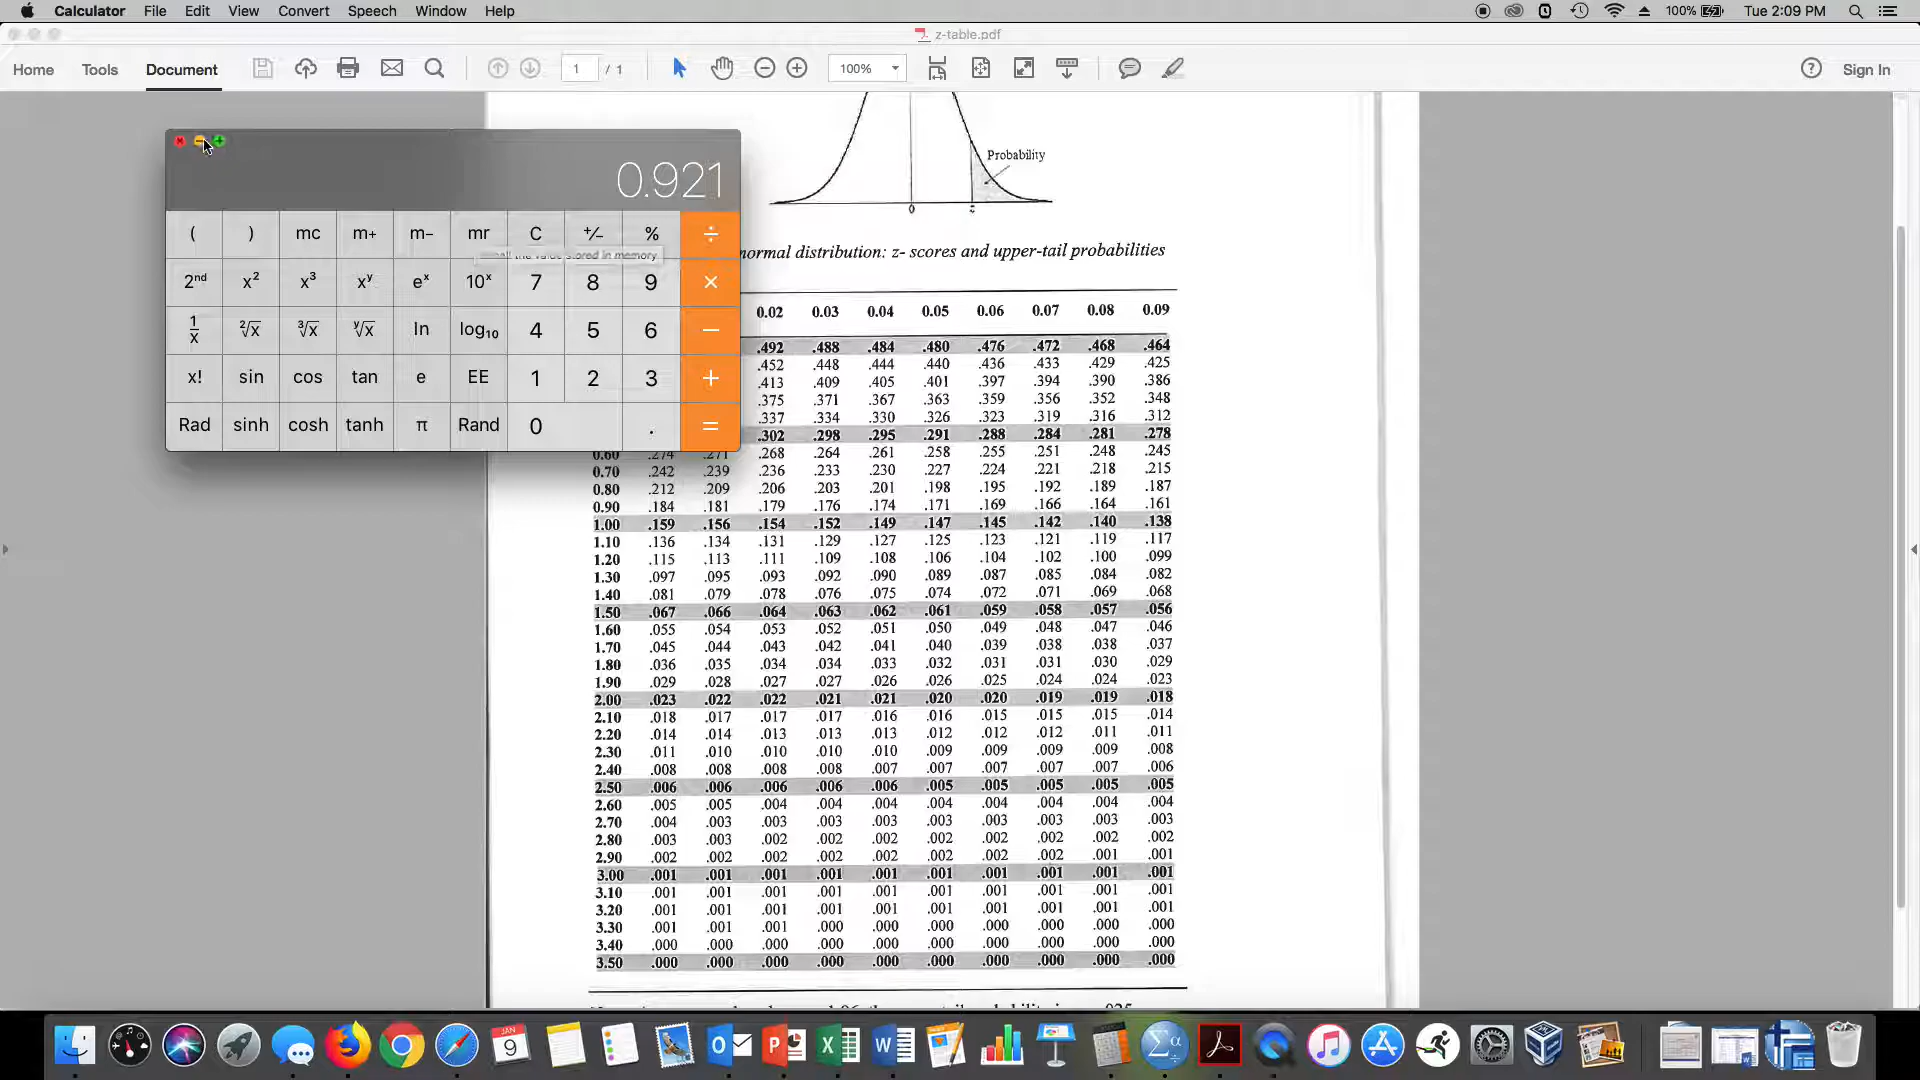 Calculator File Edit View Convert Speech Window Help 100% Tue 2:09 PM
z-table.pdf
Home Tools Document 1 / 1 100% Sign In
Probability
0 z
normal distribution: z- scores and upper-tail probabilities
0.921
( ) mc m+ m− mr C +/− % ÷
2nd x² x³ xʸ eˣ 10ˣ 7 8 9 ×
1/x ²√x ³√x ʸ√x ln log₁₀ 4 5 6 −
x! sin cos tan e EE 1 2 3 +
Rad sinh cosh tanh π Rand 0 . =
the value stored in memory
0.02 0.03 0.04 0.05 0.06 0.07 0.08 0.09
.492 .488 .484 .480 .476 .472 .468 .464
.452 .448 .444 .440 .436 .433 .429 .425
.413 .409 .405 .401 .397 .394 .390 .386
.375 .371 .367 .363 .359 .356 .352 .348
.337 .334 .330 .326 .323 .319 .316 .312
.302 .298 .295 .291 .288 .284 .281 .278
0.60 .274 .271 .268 .264 .261 .258 .255 .251 .248 .245
0.70 .242 .239 .236 .233 .230 .227 .224 .221 .218 .215
0.80 .212 .209 .206 .203 .201 .198 .195 .192 .189 .187
0.90 .184 .181 .179 .176 .174 .171 .169 .166 .164 .161
1.00 .159 .156 .154 .152 .149 .147 .145 .142 .140 .138
1.10 .136 .134 .131 .129 .127 .125 .123 .121 .119 .117
1.20 .115 .113 .111 .109 .108 .106 .104 .102 .100 .099
1.30 .097 .095 .093 .092 .090 .089 .087 .085 .084 .082
1.40 .081 .079 .078 .076 .075 .074 .072 .071 .069 .068
1.50 .067 .066 .064 .063 .062 .061 .059 .058 .057 .056
1.60 .055 .054 .053 .052 .051 .050 .049 .048 .047 .046
1.70 .045 .044 .043 .042 .041 .040 .039 .038 .038 .037
1.80 .036 .035 .034 .034 .033 .032 .031 .031 .030 .029
1.90 .029 .028 .027 .027 .026 .026 .025 .024 .024 .023
2.00 .023 .022 .022 .021 .021 .020 .020 .019 .019 .018
2.10 .018 .017 .017 .017 .016 .016 .015 .015 .015 .014
2.20 .014 .014 .013 .013 .013 .012 .012 .012 .011 .011
2.30 .011 .010 .010 .010 .010 .009 .009 .009 .009 .008
2.40 .008 .008 .008 .008 .007 .007 .007 .007 .007 .006
2.50 .006 .006 .006 .006 .006 .005 .005 .005 .005 .005
2.60 .005 .005 .004 .004 .004 .004 .004 .004 .004 .004
2.70 .004 .003 .003 .003 .003 .003 .003 .003 .003 .003
2.80 .003 .003 .002 .002 .002 .002 .002 .002 .002 .002
2.90 .002 .002 .002 .002 .002 .002 .002 .002 .001 .001
3.00 .001 .001 .001 .001 .001 .001 .001 .001 .001 .001
3.10 .001 .001 .001 .001 .001 .001 .001 .001 .001 .001
3.20 .001 .001 .001 .001 .001 .001 .001 .001 .001 .001
3.30 .001 .001 .001 .000 .000 .000 .000 .000 .000 .000
3.40 .000 .000 .000 .000 .000 .000 .000 .000 .000 .000
3.50 .000 .000 .000 .000 .000 .000 .000 .000 .000 .000
JAN
9